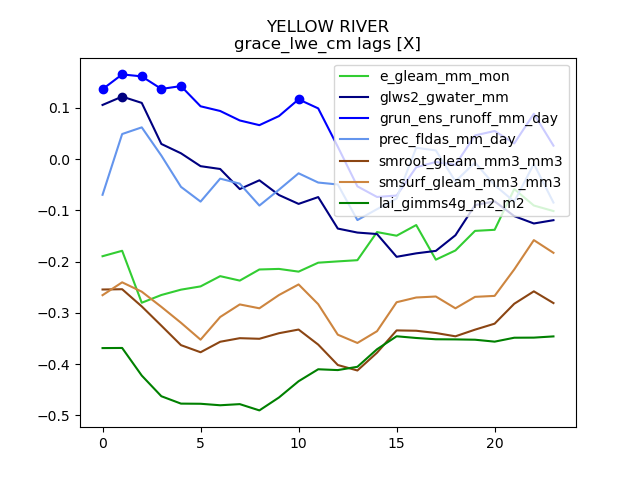 YELLOW RIVER
grace_lwe_cm lags [X]
e_gleam_mm_mon
glws2_gwater_mm
grun_ens_runoff_mm_day
prec_fldas_mm_day
smroot_gleam_mm3_mm3
smsurf_gleam_mm3_mm3
lai_gimms4g_m2_m2
0.1
0.0
−0.1
−0.2
−0.3
−0.4
−0.5
0 5 10 15 20